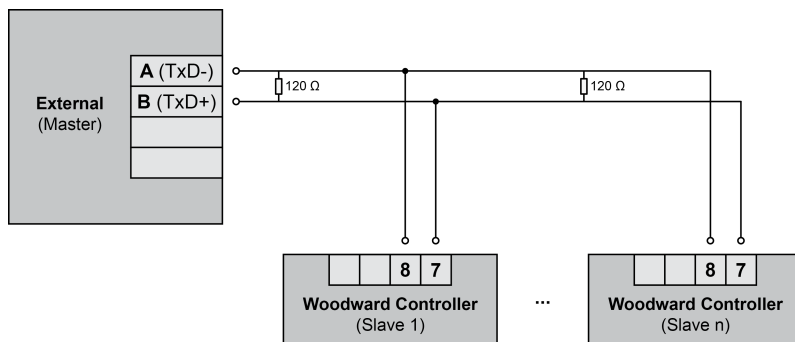 A (TxD-)
B (TxD+)
External
(Master)
120 Ω
120 Ω
8 7
Woodward Controller
(Slave 1)
...
8 7
Woodward Controller
(Slave n)